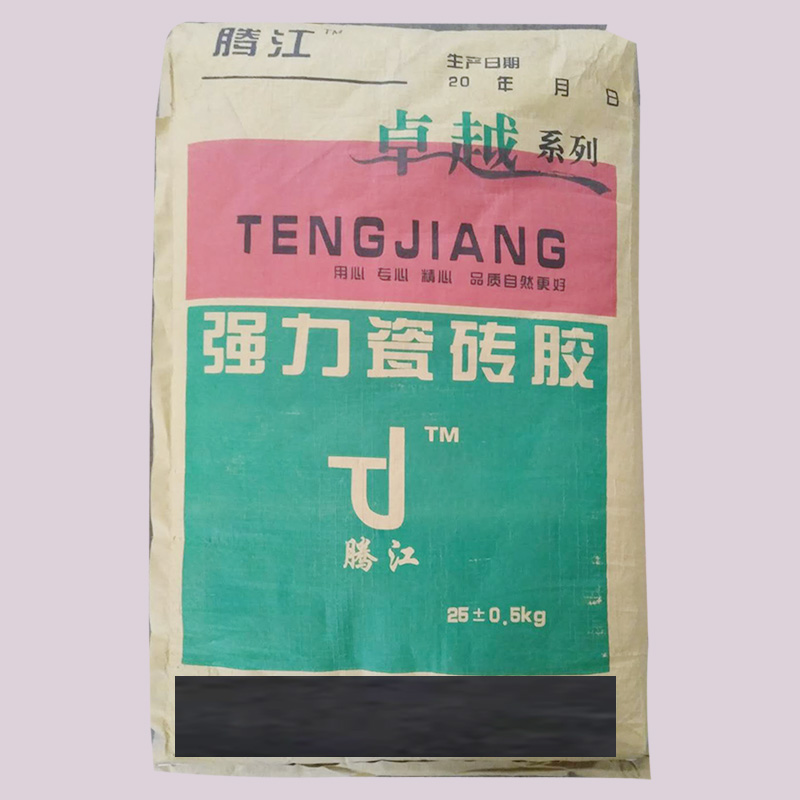 腾江™
生产日期
20 年 月 日
卓越系列
TENGJIANG
用心 专心 精心 品质自然更好
强力瓷砖胶
TJ™
腾江
25±0.5kg